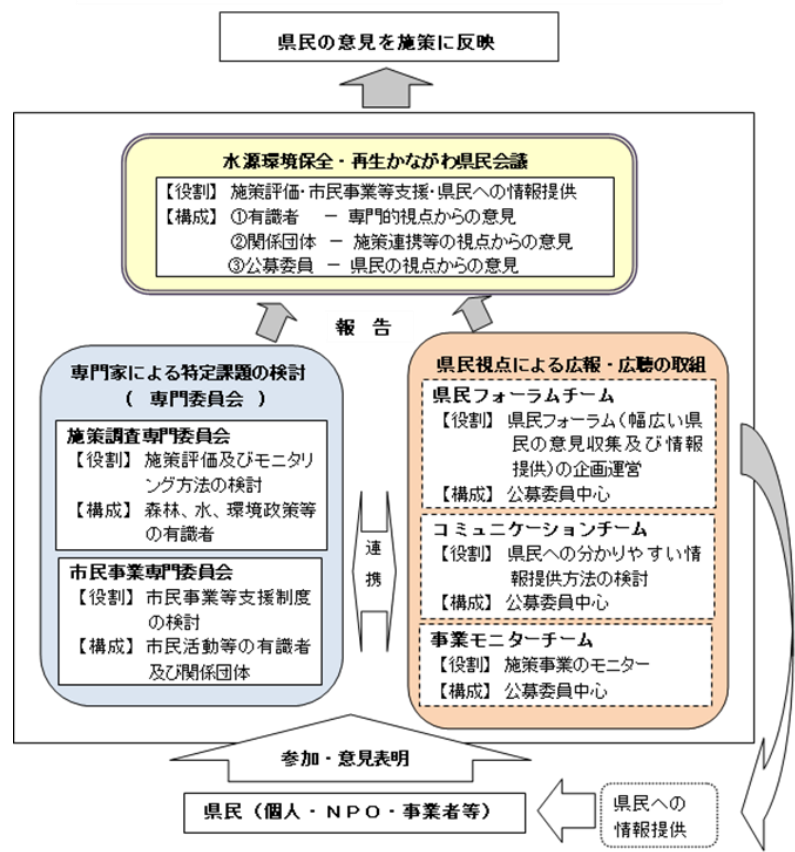 県民の意見を施策に反映
水源環境保全・再生かながわ県民会議
【役割】 施策評価・市民事業等支援・県民への情報提供
【構成】 ①有識者 － 専門的視点からの意見
②関係団体 － 施策連携等の視点からの意見
③公募委員 － 県民の視点からの意見
報 告
専門家による特定課題の検討
( 専門委員会 )
施策調査専門委員会
【役割】 施策評価及びモニタリ
ング方法の検討
【構成】 森林、水、環境政策等
の有識者
市民事業専門委員会
【役割】 市民事業等支援制度
の検討
【構成】 市民活動等の有識者
及び関係団体
連
携
県民視点による広報・広聴の取組
県民フォーラムチーム
【役割】 県民フォーラム(幅広い県
民の意見収集及び情報
提供)の企画運営
【構成】 公募委員中心
コミュニケーションチーム
【役割】 県民への分かりやすい情
報提供方法の検討
【構成】 公募委員中心
事業モニターチーム
【役割】 施策事業のモニター
【構成】 公募委員中心
参加・意見表明
県民（個人・ＮＰＯ・事業者等）
県民への
情報提供